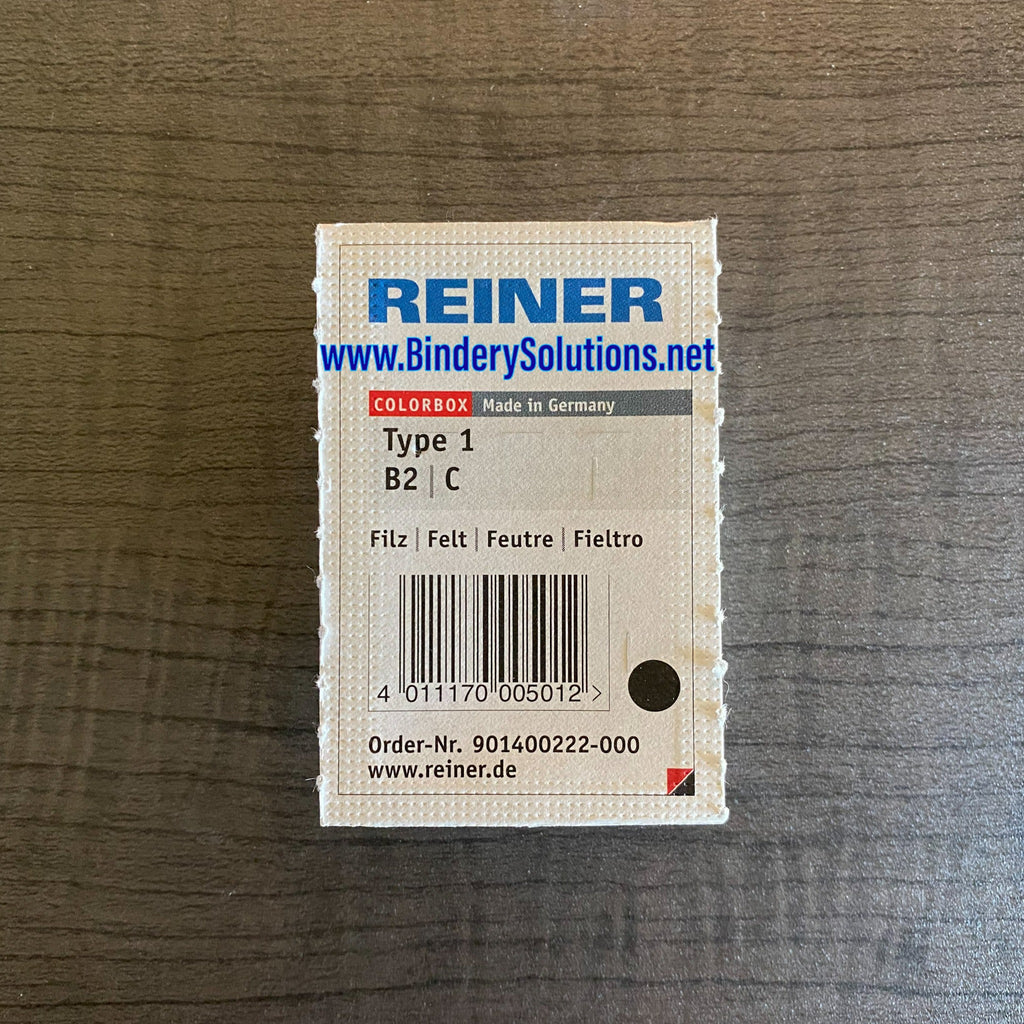 REINER
www.BinderySolutions.net
COLORBOX Made in Germany
Type 1
B2 | C
Filz | Felt | Feutre | Fieltro
4 011170 005012 >
Order-Nr. 901400222-000
www.reiner.de